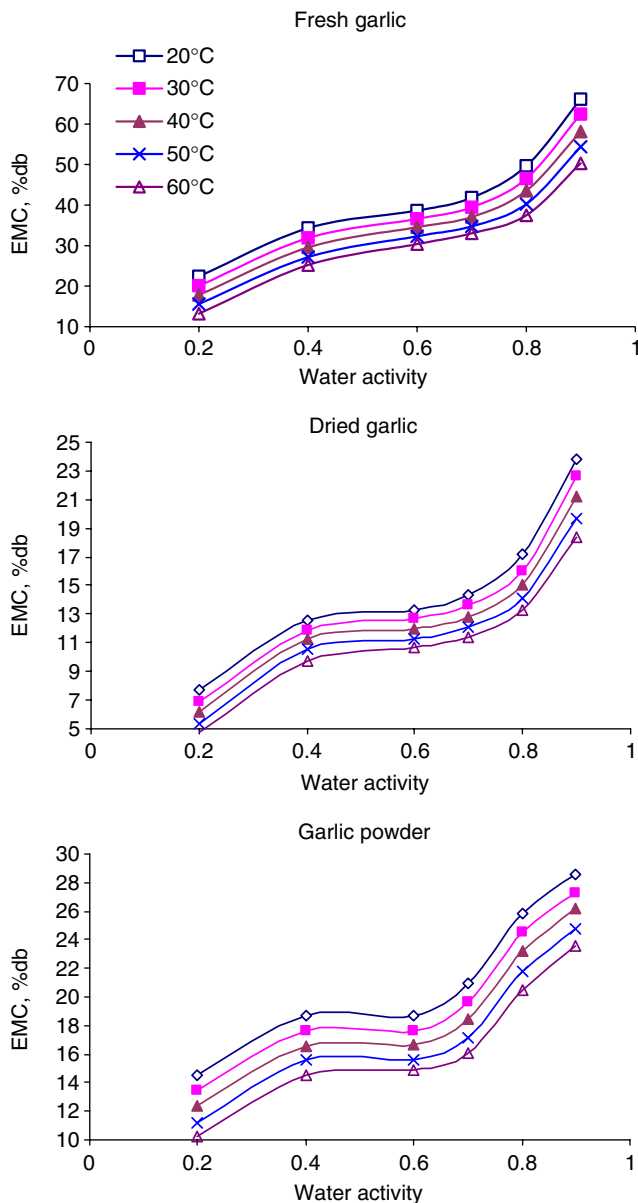 Fresh garlic
20°C
30°C
40°C
50°C
60°C
70
60
50
40
30
20
10
EMC, %db
0 0.2 0.4 0.6 0.8 1
Water activity
Dried garlic
25
23
21
19
17
15
13
11
9
7
5
EMC, %db
0 0.2 0.4 0.6 0.8 1
Water activity
Garlic powder
30
28
26
24
22
20
18
16
14
12
10
EMC, %db
0 0.2 0.4 0.6 0.8 1
Water activity